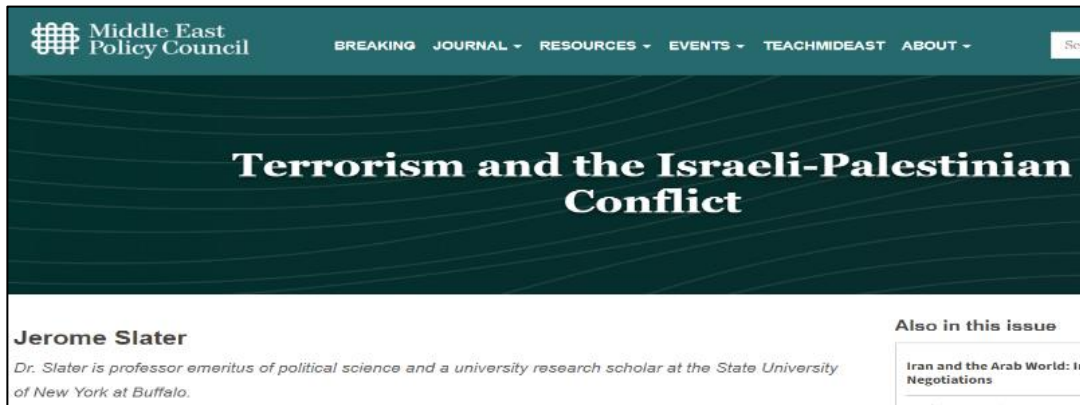 Middle East
Policy Council
BREAKING JOURNAL RESOURCES EVENTS TEACHMIDEAST ABOUT
Terrorism and the Israeli-Palestinian
Conflict
Jerome Slater
Dr. Slater is professor emeritus of political science and a university research scholar at the State University
of New York at Buffalo.
Also in this issue
Iran and the Arab World:
Negotiations